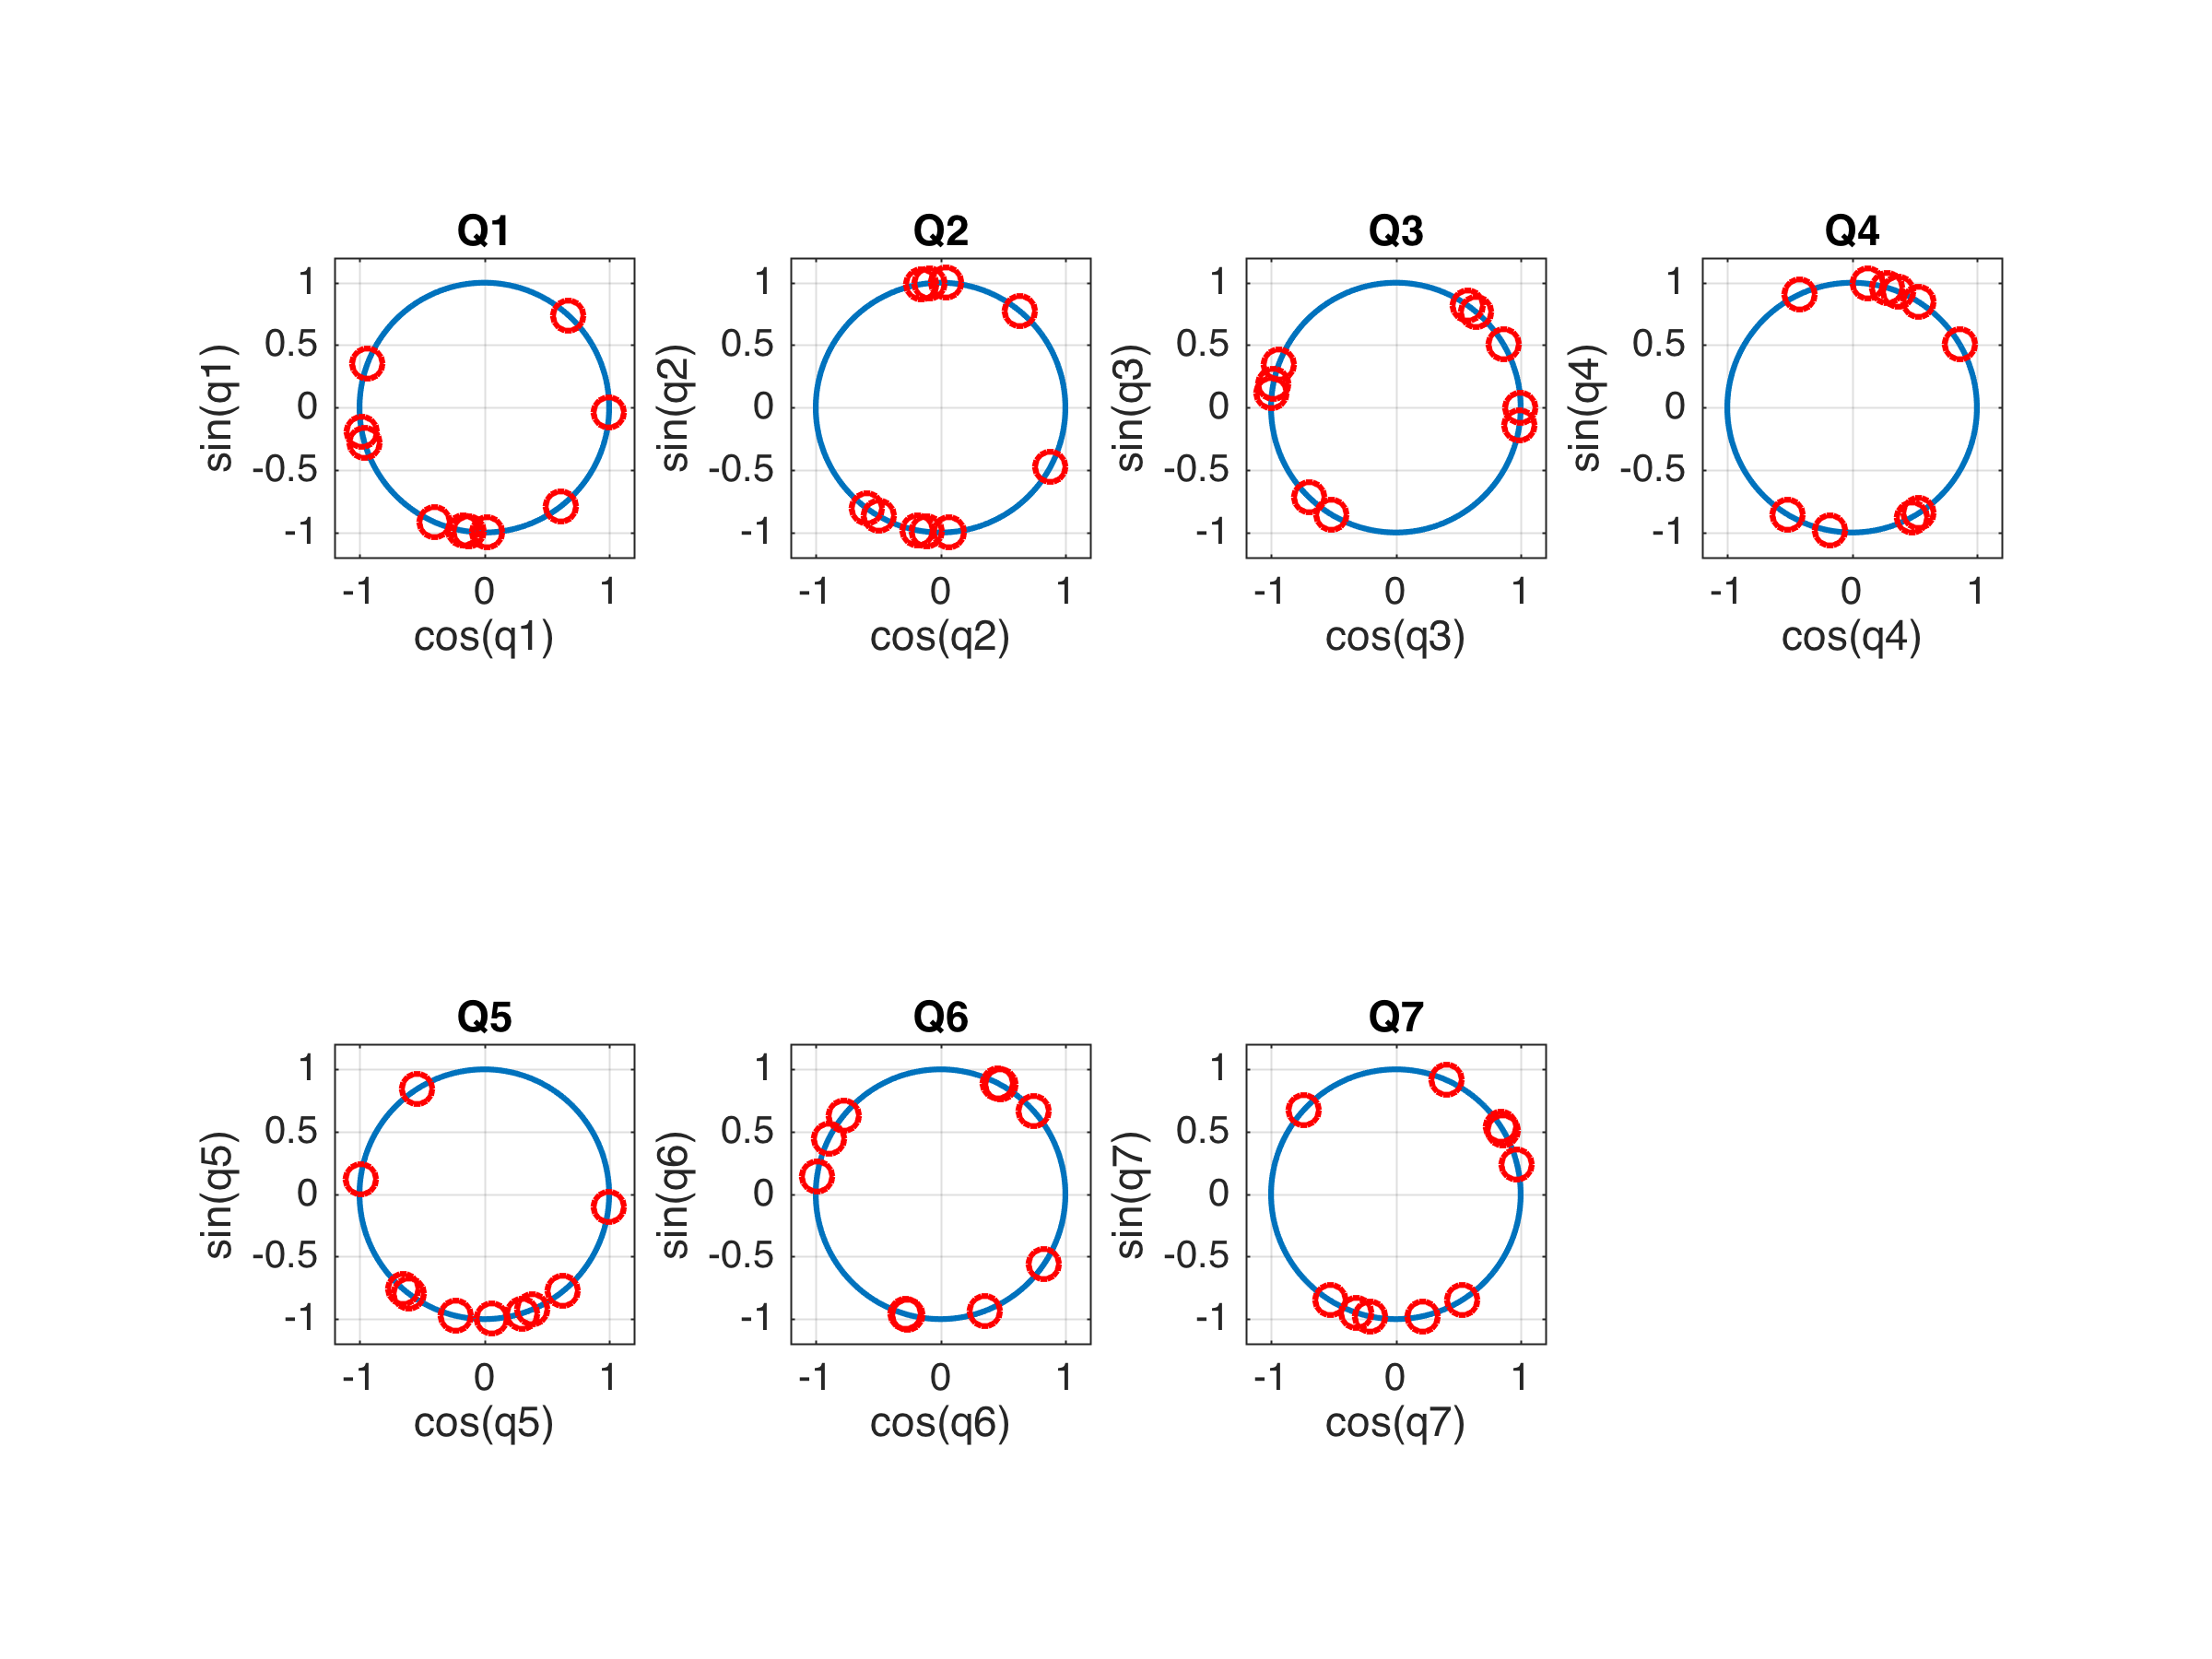 Q1
1
0.5
0
-0.5
-1
sin(q1)
-1 0 1
cos(q1)
Q2
1
0.5
0
-0.5
-1
sin(q2)
-1 0 1
cos(q2)
Q3
1
0.5
0
-0.5
-1
sin(q3)
-1 0 1
cos(q3)
Q4
1
0.5
0
-0.5
-1
sin(q4)
-1 0 1
cos(q4)
Q5
1
0.5
0
-0.5
-1
sin(q5)
-1 0 1
cos(q5)
Q6
1
0.5
0
-0.5
-1
sin(q6)
-1 0 1
cos(q6)
Q7
1
0.5
0
-0.5
-1
sin(q7)
-1 0 1
cos(q7)